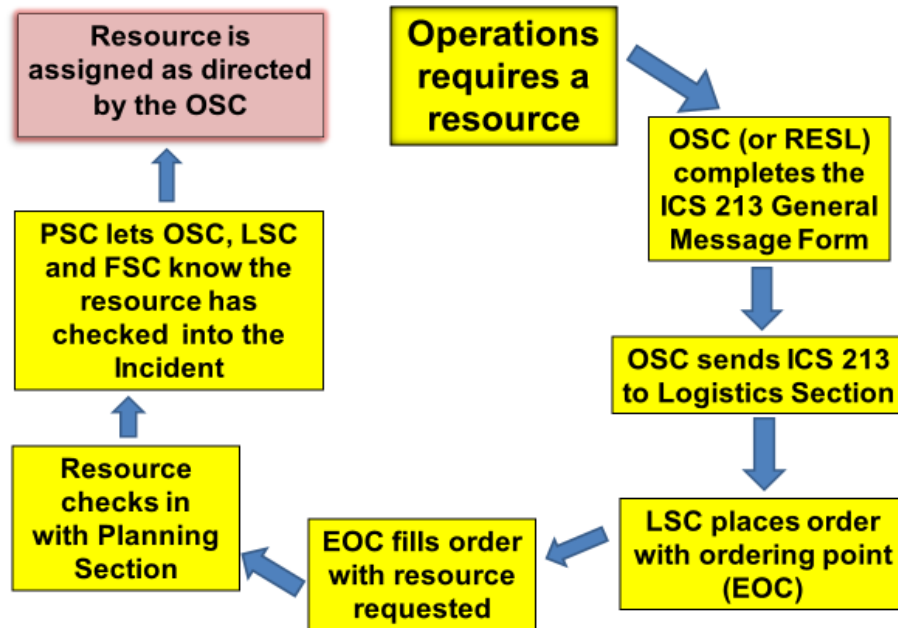 Operations
requires a
resource
OSC (or RESL)
completes the
ICS 213 General
Message Form
OSC sends ICS 213
to Logistics Section
LSC places order
with ordering point
(EOC)
EOC fills order
with resource
requested
Resource
checks in
with Planning
Section
PSC lets OSC, LSC
and FSC know the
resource has
checked into the
Incident
Resource is
assigned as directed
by the OSC